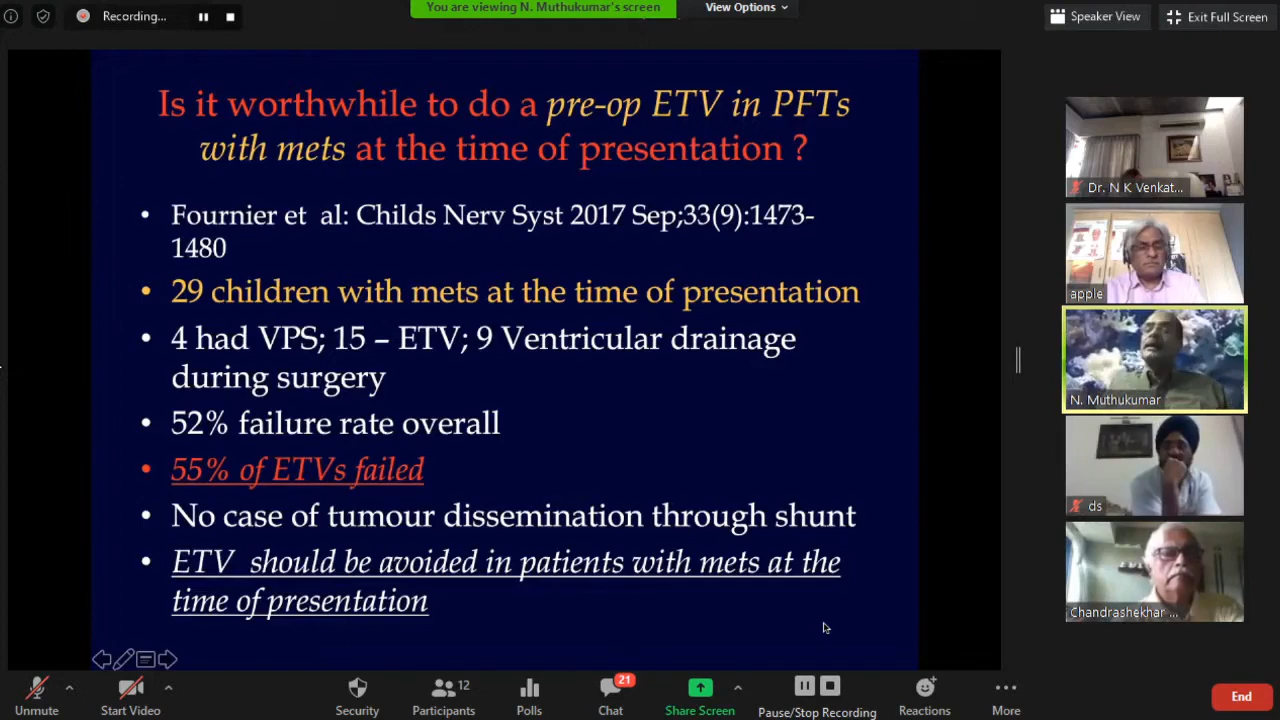 Recording...
You are viewing N. Muthukumar's screen
View Options
Speaker View
Exit Full Screen
Is it worthwhile to do a pre-op ETV in PFTs
with mets at the time of presentation ?
• Fournier et al: Childs Nerv Syst 2017 Sep;33(9):1473-
1480
• 29 children with mets at the time of presentation
• 4 had VPS; 15 – ETV; 9 Ventricular drainage
during surgery
• 52% failure rate overall
• 55% of ETVs failed
• No case of tumour dissemination through shunt
• ETV should be avoided in patients with mets at the
time of presentation
Dr. N K Venkat...
apple
N. Muthukumar
ds
Chandrashekhar ...
Unmute
Start Video
Security
12
Participants
Polls
21
Chat
Share Screen
Pause/Stop Recording
Reactions
More
End